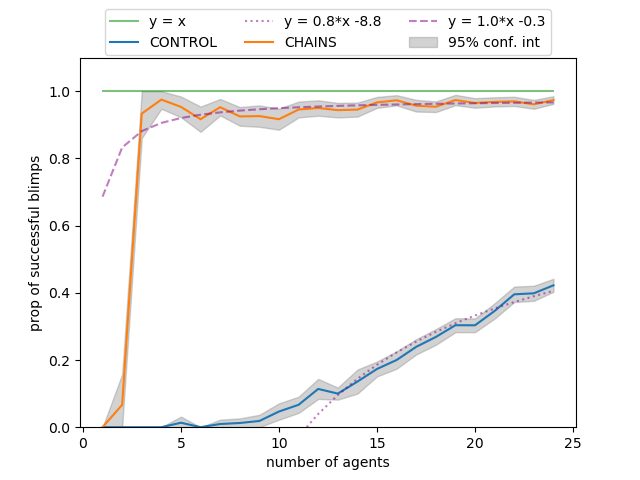 y = x
y = 0.8*x -8.8
y = 1.0*x -0.3
CONTROL
CHAINS
95% conf. int
1.0
0.8
0.6
0.4
0.2
0.0
prop of successful blimps
0
5
10
15
20
25
number of agents